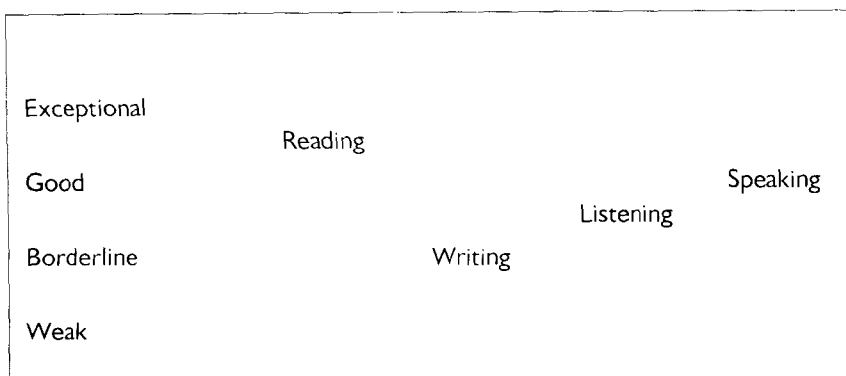 Exceptional
Reading
Good Speaking
Listening
Borderline Writing
Weak